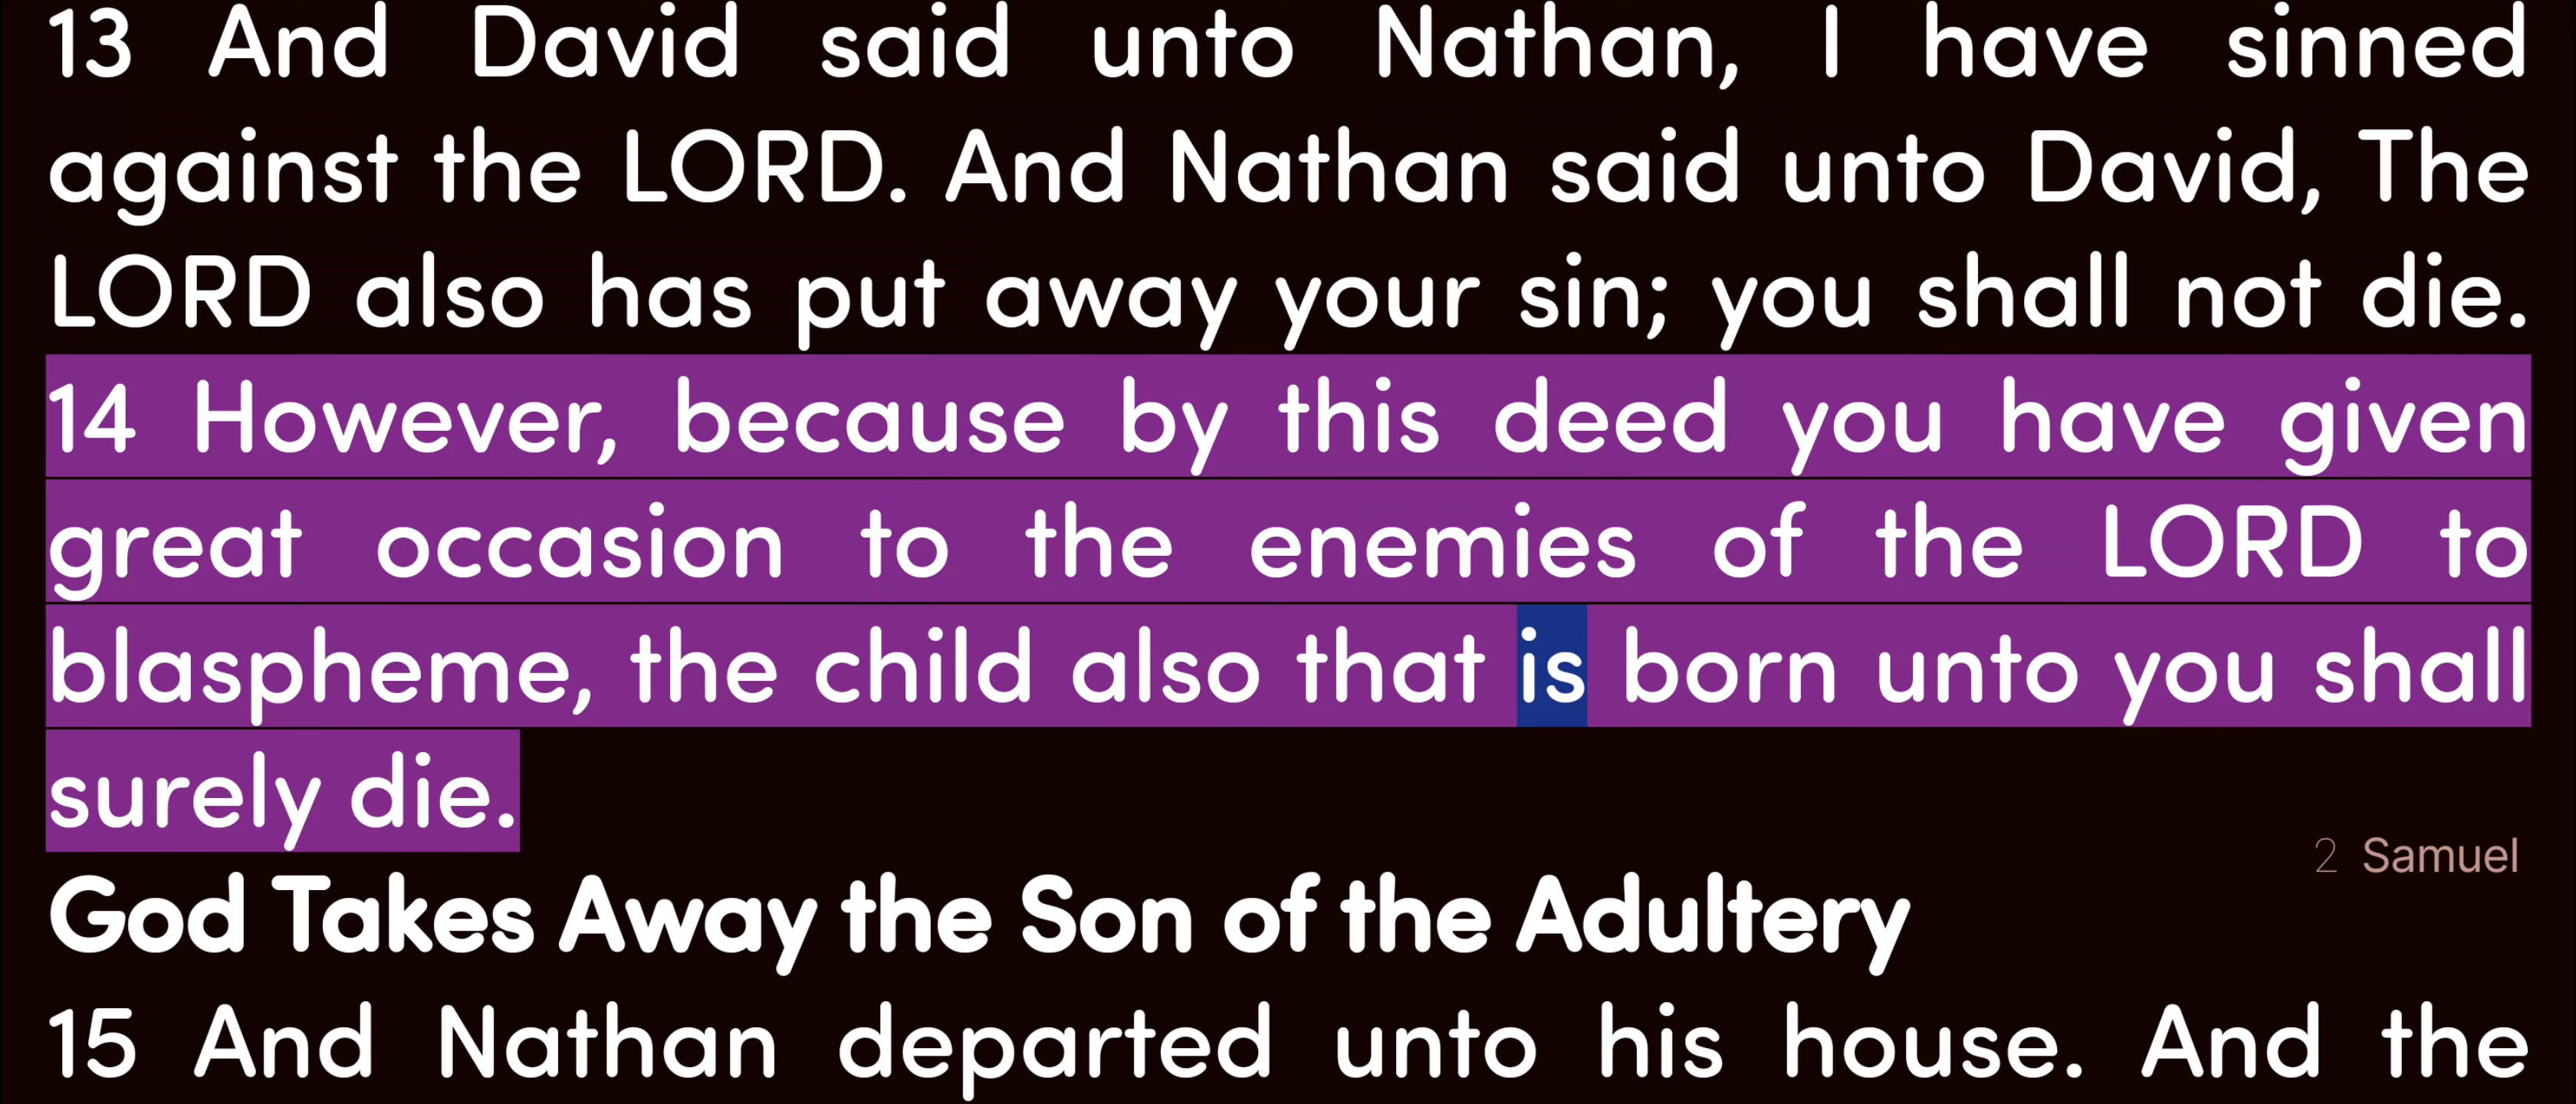 13 And David said unto Nathan, I have sinned
against the LORD. And Nathan said unto David, The
LORD also has put away your sin; you shall not die.
14 However, because by this deed you have given
great occasion to the enemies of the LORD to
blaspheme, the child also that is born unto you shall
surely die.
2 Samuel
God Takes Away the Son of the Adultery
15 And Nathan departed unto his house. And the